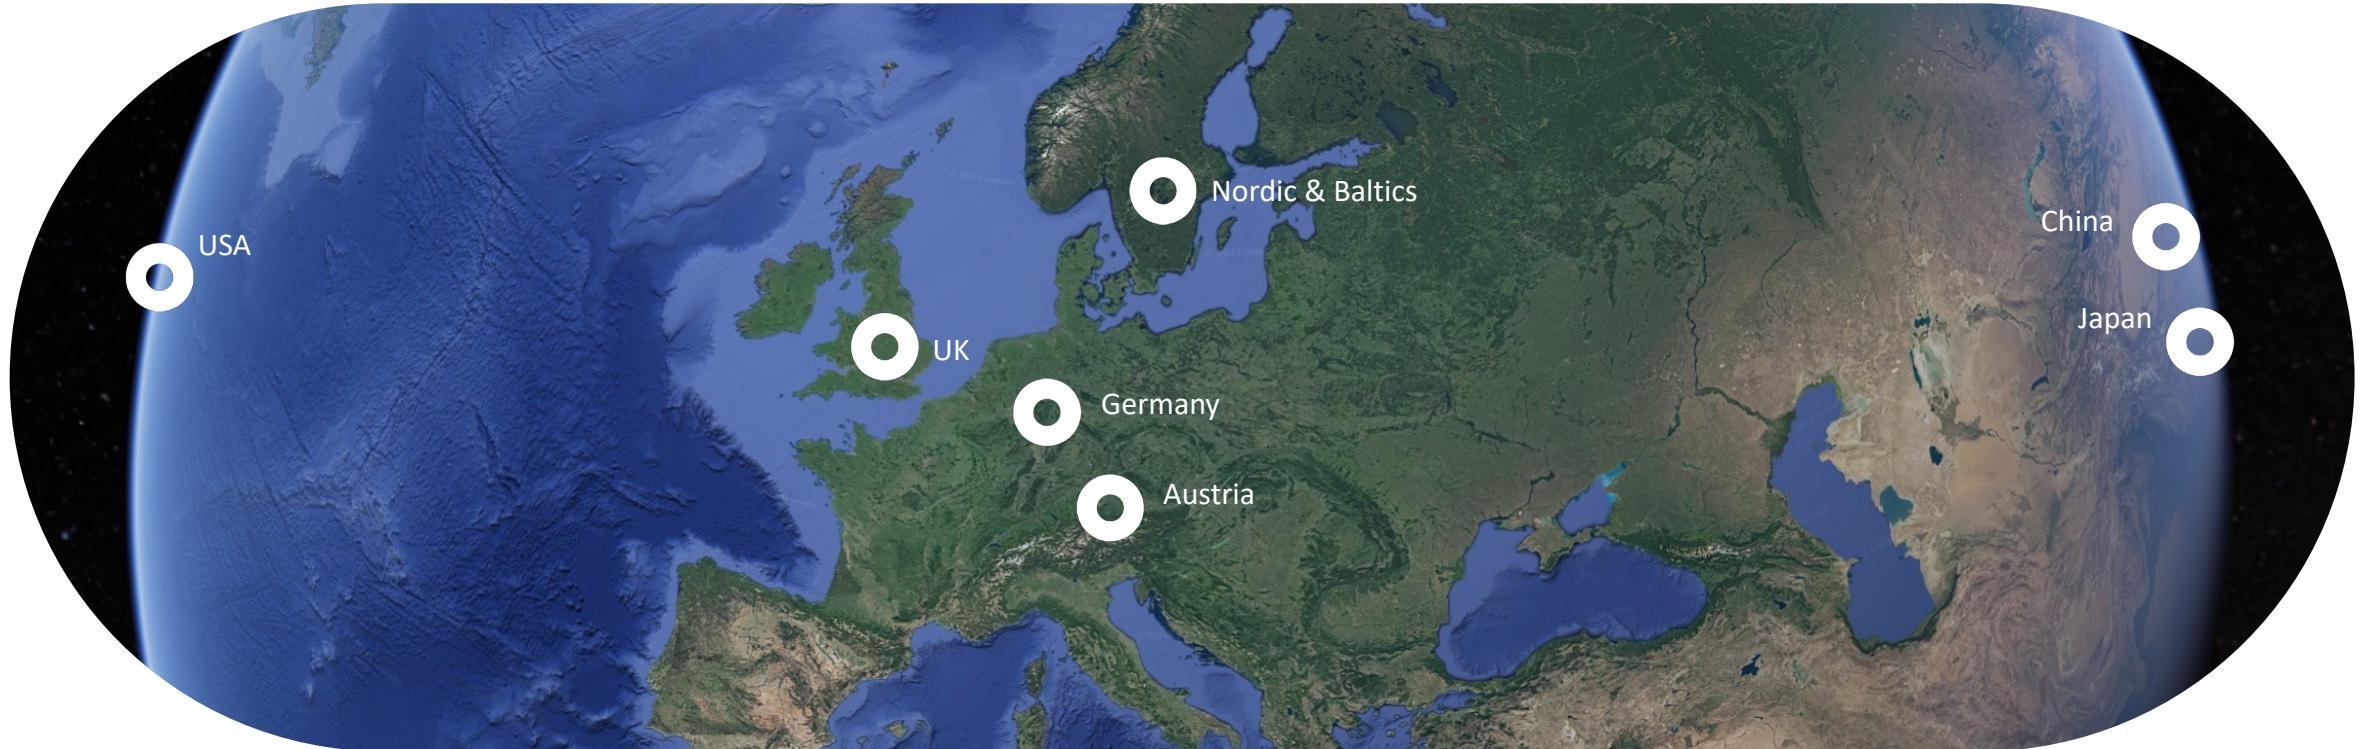 Nordic & Baltics
China
USA
Japan
UK
Germany
Austria